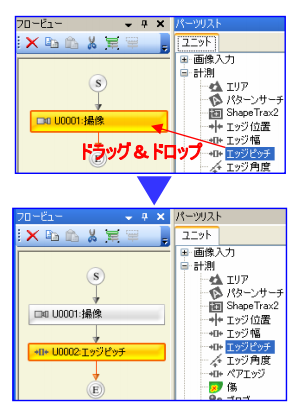 フロービュー
パーツリスト
ユニット
S
U0001:撮像
E
ドラッグ＆ドロップ
画像入力
計測
エリア
パターンサーチ
ShapeTrax2
エッジ位置
エッジ幅
エッジピッチ
エッジ角度
フロービュー
パーツリスト
ユニット
S
U0001:撮像
U0002:エッジピッチ
E
画像入力
計測
エリア
パターンサーチ
ShapeTrax2
エッジ位置
エッジ幅
エッジピッチ
エッジ角度
ペアエッジ
傷